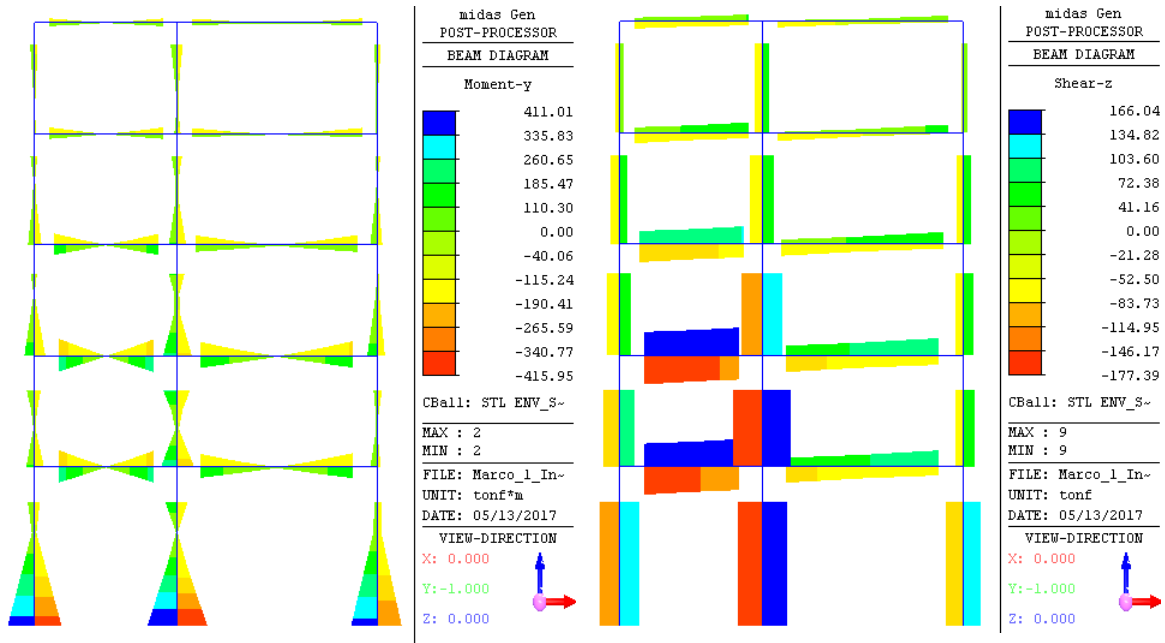 midas Gen
POST-PROCESSOR
BEAM DIAGRAM
Moment-y
411.01
335.83
260.65
185.47
110.30
0.00
-40.06
-115.24
-190.41
-265.59
-340.77
-415.95
CBall: STL ENV_S~
MAX : 2
MIN : 2
FILE: Marco_1_In~
UNIT: tonf*m
DATE: 05/13/2017
VIEW-DIRECTION
X: 0.000
Y:-1.000
Z: 0.000
midas Gen
POST-PROCESSOR
BEAM DIAGRAM
Shear-z
166.04
134.82
103.60
72.38
41.16
0.00
-21.28
-52.50
-83.73
-114.95
-146.17
-177.39
CBall: STL ENV_S~
MAX : 9
MIN : 9
FILE: Marco_1_In~
UNIT: tonf
DATE: 05/13/2017
VIEW-DIRECTION
X: 0.000
Y:-1.000
Z: 0.000